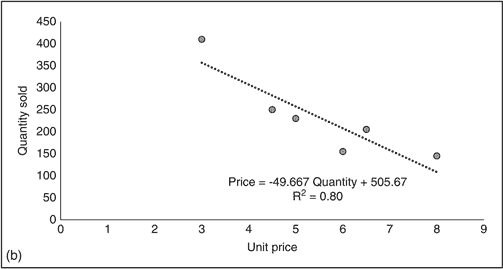 450
400
350
300
250
200
150
100
50
0
Quantity sold
Price = -49.667 Quantity + 505.67
R² = 0.80
0 1 2 3 4 5 6 7 8 9
Unit price
(b)